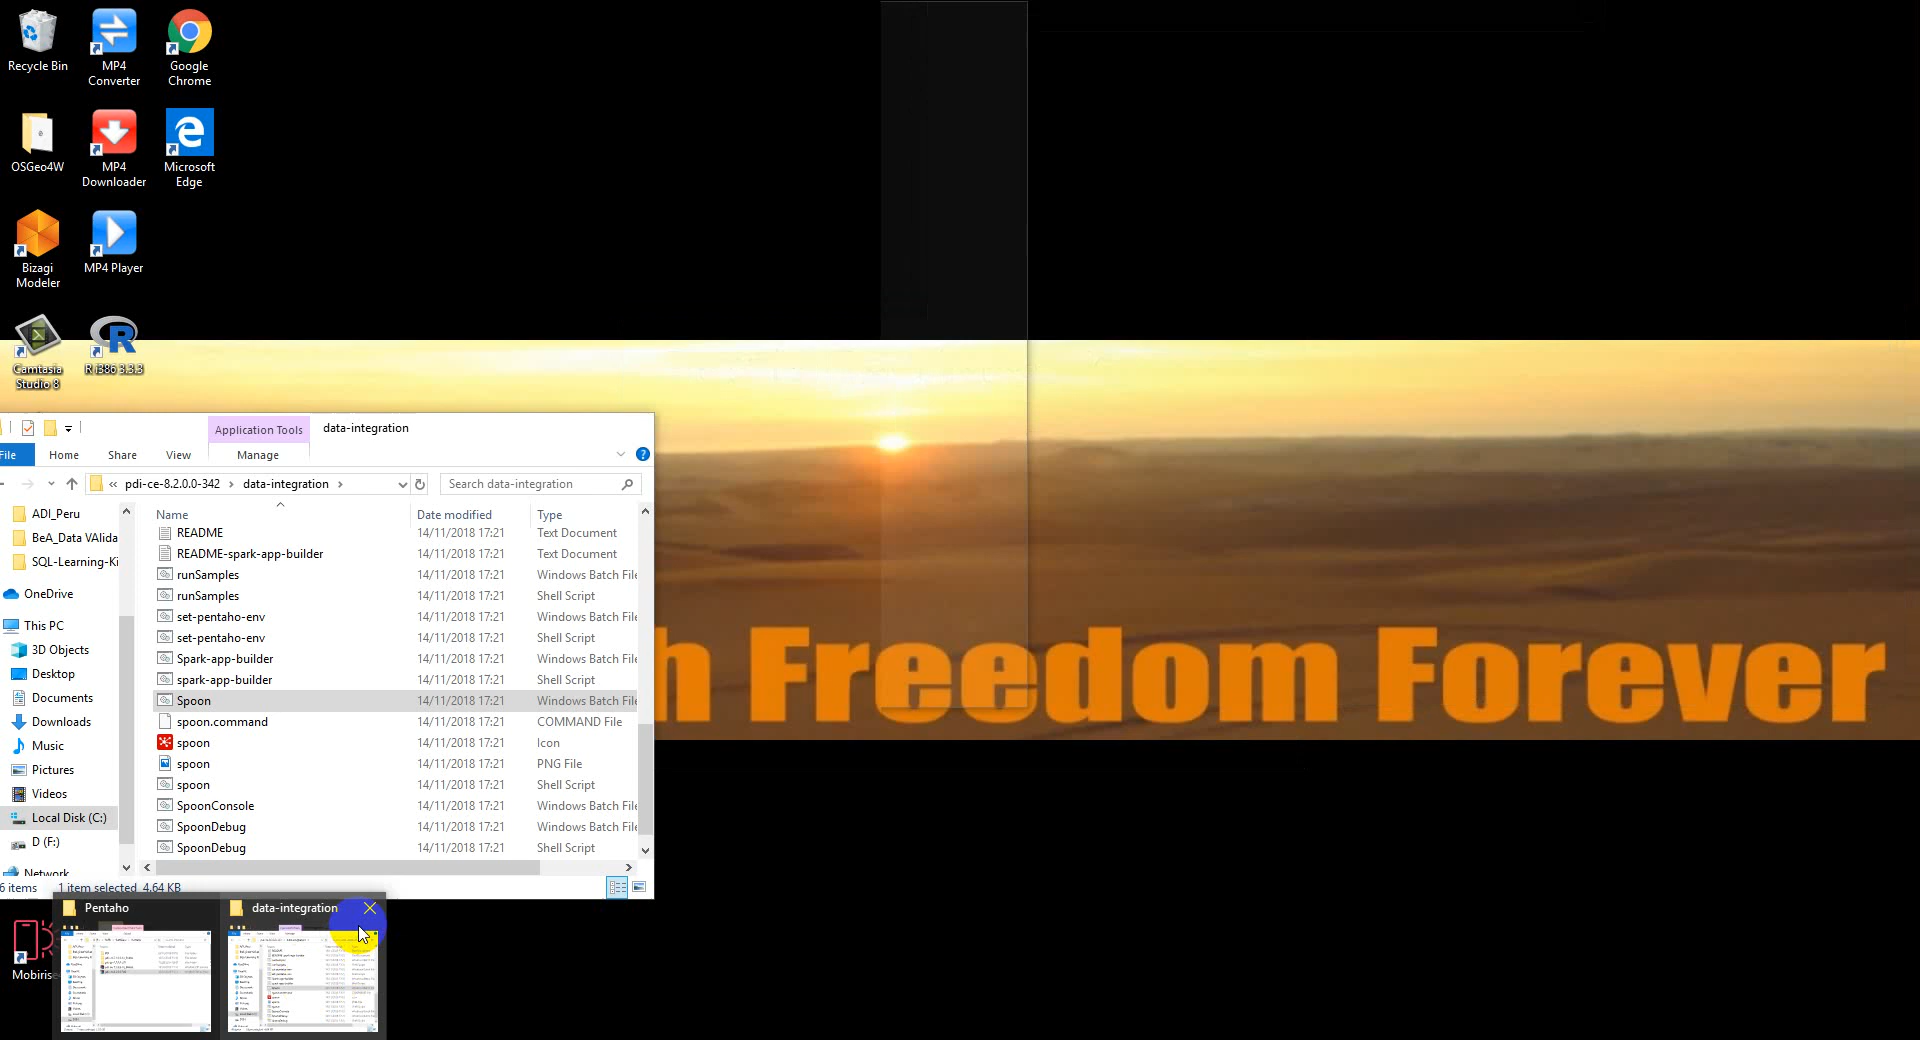 Recycle Bin
MP4
Converter
Google
Chrome
OSGeo4W
MP4
Downloader
Microsoft
Edge
Bizagi
Modeler
MP4 Player
Camtasia
Studio 8
R i386 3.3.3
Application Tools
data-integration
File
Home
Share
View
Manage
« pdi-ce-8.2.0.0-342 › data-integration ›
Search data-integration
ADI_Peru
BeA_Data VAlida
SQL-Learning-Ki
OneDrive
This PC
3D Objects
Desktop
Documents
Downloads
Music
Pictures
Videos
Local Disk (C:)
D (F:)
Network
Name Date modified Type
README 14/11/2018 17:21 Text Document
README-spark-app-builder 14/11/2018 17:21 Text Document
runSamples 14/11/2018 17:21 Windows Batch File
runSamples 14/11/2018 17:21 Shell Script
set-pentaho-env 14/11/2018 17:21 Windows Batch File
set-pentaho-env 14/11/2018 17:21 Shell Script
Spark-app-builder 14/11/2018 17:21 Windows Batch File
spark-app-builder 14/11/2018 17:21 Shell Script
Spoon 14/11/2018 17:21 Windows Batch File
spoon.command 14/11/2018 17:21 COMMAND File
spoon 14/11/2018 17:21 Icon
spoon 14/11/2018 17:21 PNG File
spoon 14/11/2018 17:21 Shell Script
SpoonConsole 14/11/2018 17:21 Windows Batch File
SpoonDebug 14/11/2018 17:21 Windows Batch File
SpoonDebug 14/11/2018 17:21 Shell Script
6 items 1 item selected 4.64 KB
h Freedom Forever
Pentaho
data-integration
Mobiris